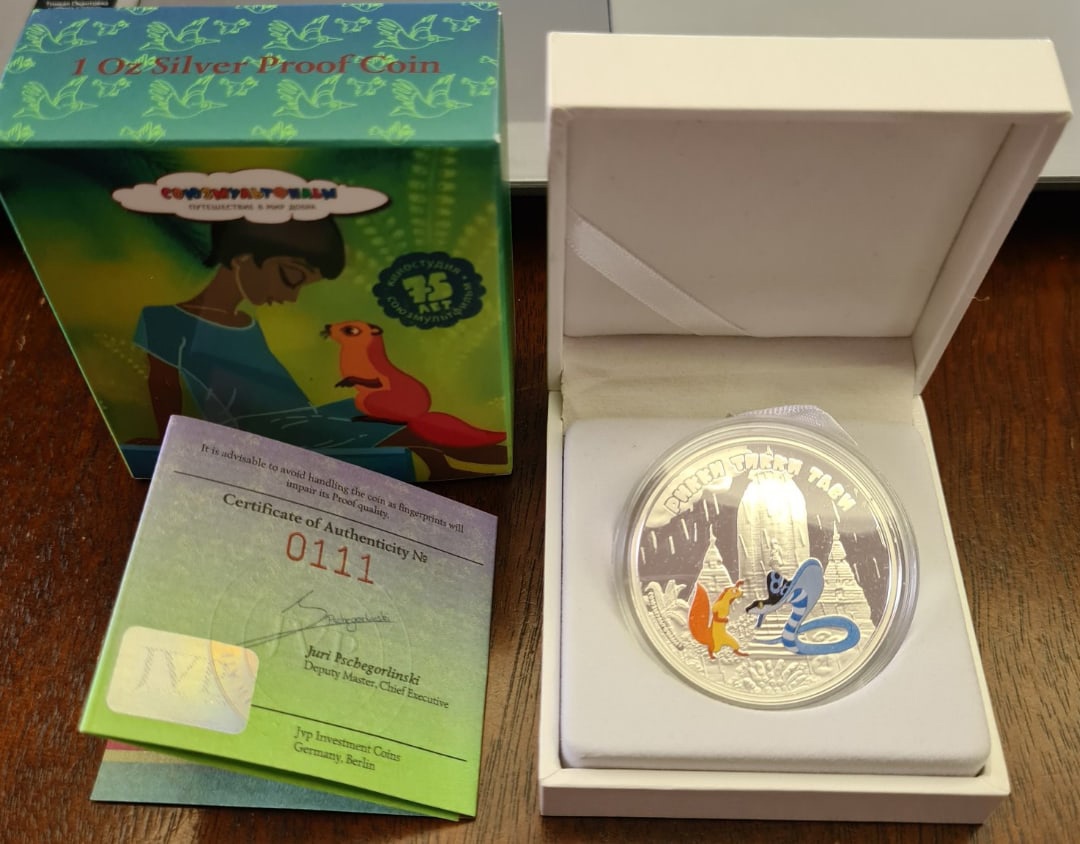 1 Oz Silver Proof Coin
СОЮЗМУЛЬТФИЛЬМ
ПУТЕШЕСТВИЕ В МИР ДОБРА
КИНОСТУДИЯ
75
ЛЕТ
СОЮЗМУЛЬТФИЛЬМ
It is advisable to avoid handling the coin as fingerprints will
impair its Proof quality.
Certificate of Authenticity №
0111
JVP
Juri Pschegorlinski
Deputy Master, Chief Executive
JVP
Jvp Investment Coins
Germany, Berlin
РИККИ ТИККИ ТАВИ